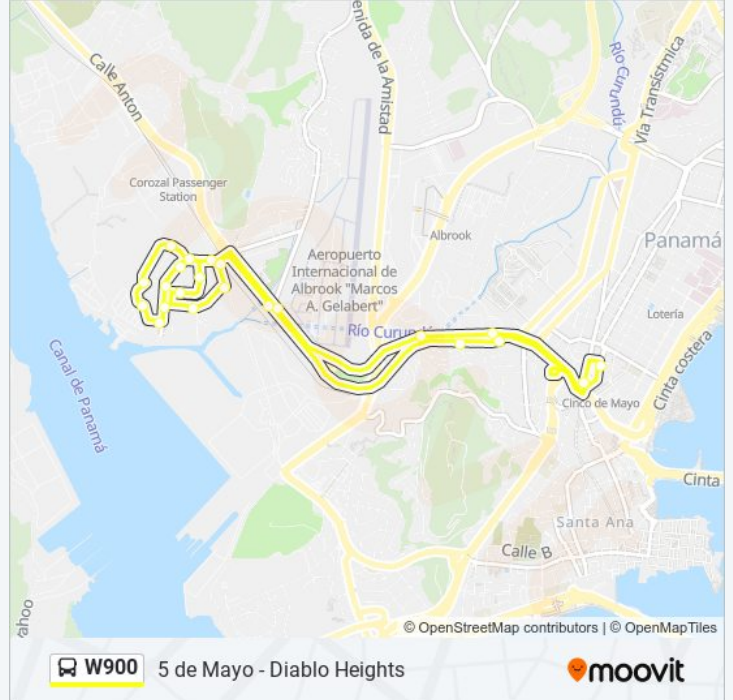 enida de la Amistad
Calle Anton
Río Curundú
Vía Transístmica
Corozal Passenger
Station
Albrook
Panamá
Aeropuerto
Internacional de
Albrook "Marcos
A. Gelabert"
Lotería
Río Curundú
Canal de Panamá
Cinta costera
Cinco de Mayo
Cinta
Santa Ana
Calle B
ahoo
© OpenStreetMap contributors | © OpenMapTiles
W900 5 de Mayo - Diablo Heights
moovit